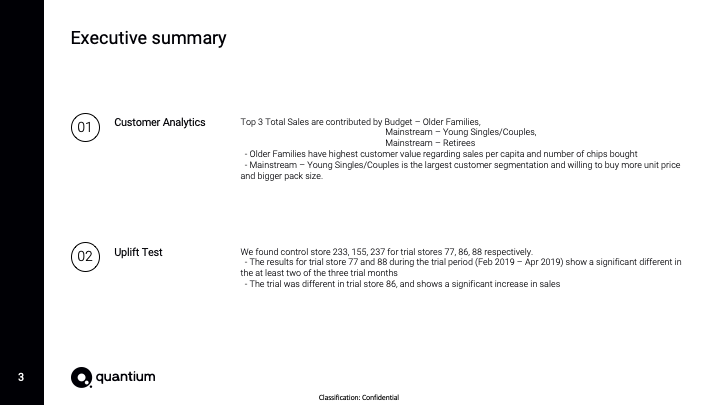 Executive summary
01
Customer Analytics
Top 3 Total Sales are contributed by Budget – Older Families,
Mainstream – Young Singles/Couples,
Mainstream – Retirees
- Older Families have highest customer value regarding sales per capita and number of chips bought
- Mainstream – Young Singles/Couples is the largest customer segmentation and willing to buy more unit price
and bigger pack size.
02
Uplift Test
We found control store 233, 155, 237 for trial stores 77, 86, 88 respectively.
- The results for trial store 77 and 88 during the trial period (Feb 2019 – Apr 2019) show a significant different in
the at least two of the three trial months
- The trial was different in trial store 86, and shows a significant increase in sales
3
quantium
Classification: Confidential